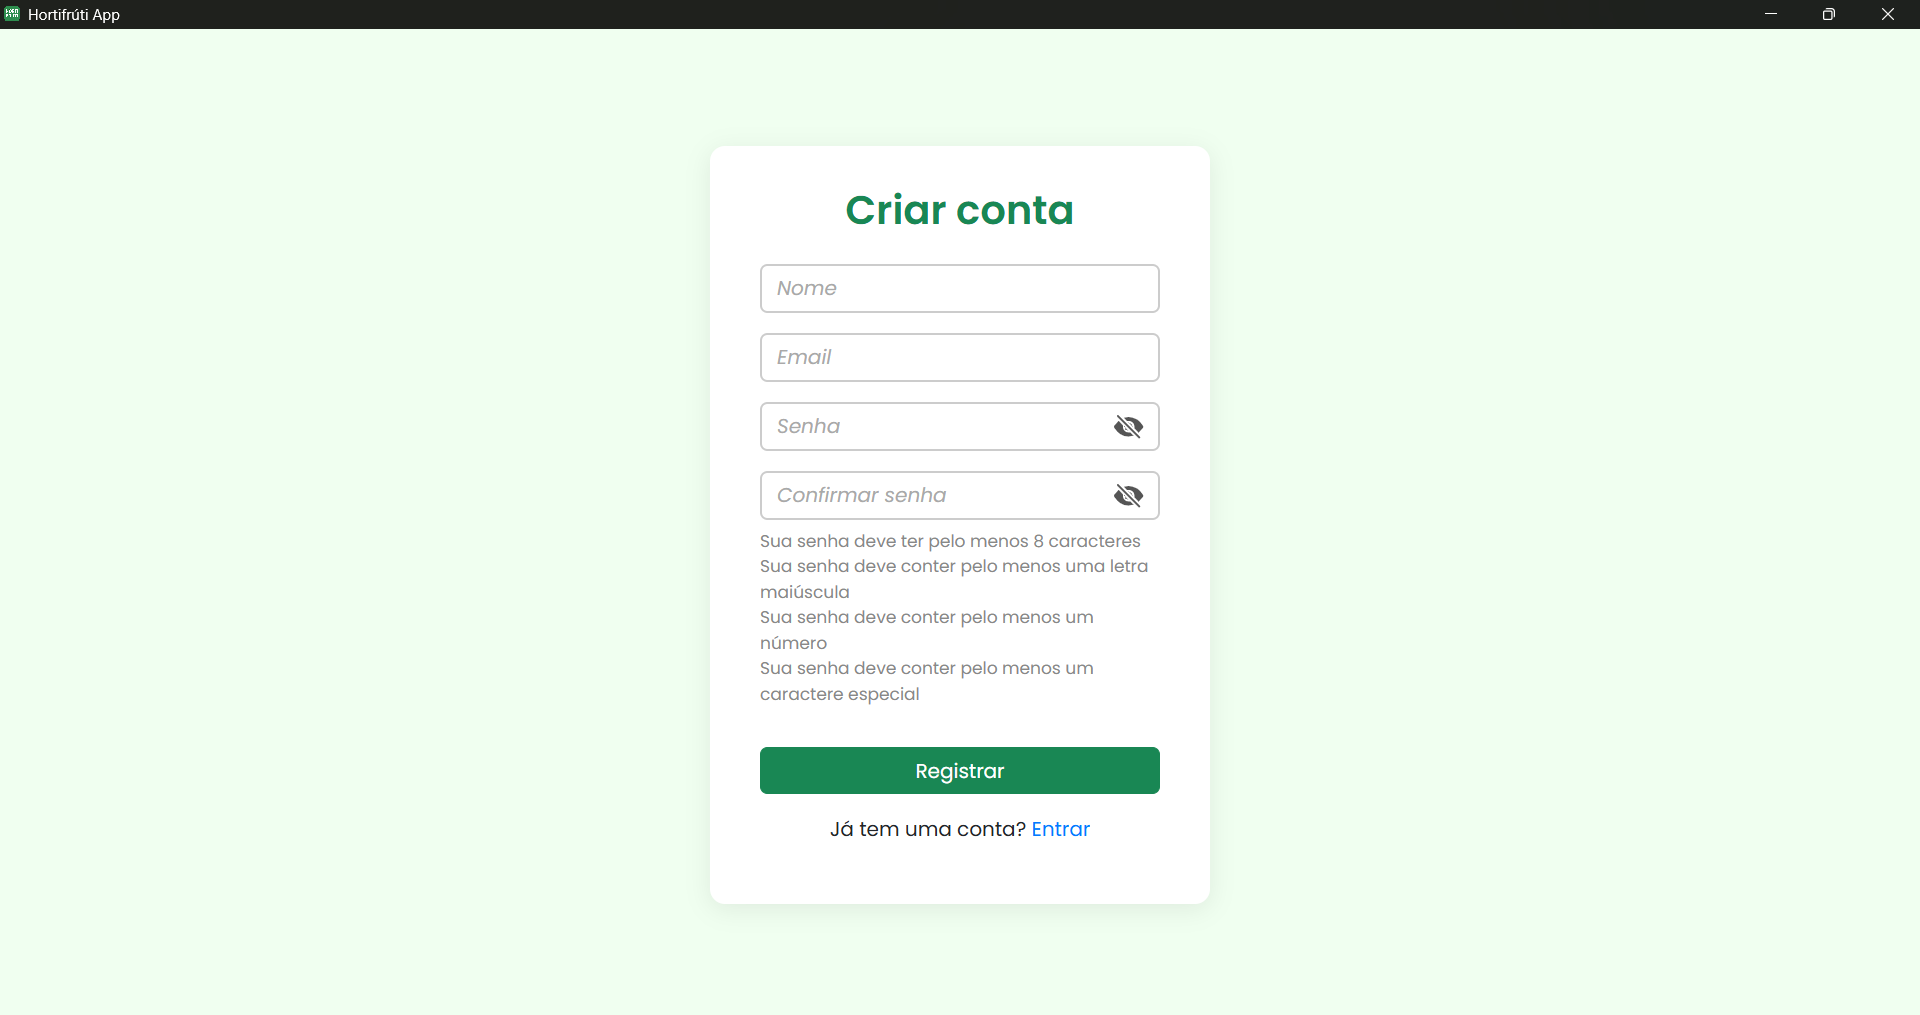 Hortifrúti App
Criar conta
Nome
Email
Senha
Confirmar senha
Sua senha deve ter pelo menos 8 caracteres
Sua senha deve conter pelo menos uma letra
maiúscula
Sua senha deve conter pelo menos um
número
Sua senha deve conter pelo menos um
caractere especial
Registrar
Já tem uma conta? Entrar